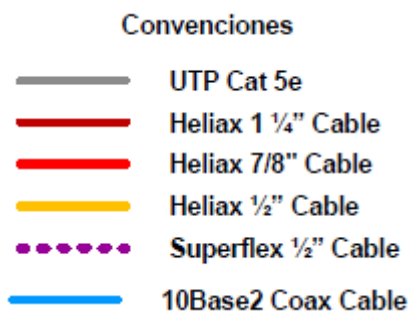 Convenciones
UTP Cat 5e
Heliax 1 ¼” Cable
Heliax 7/8" Cable
Heliax ½” Cable
Superflex ½” Cable
10Base2 Coax Cable